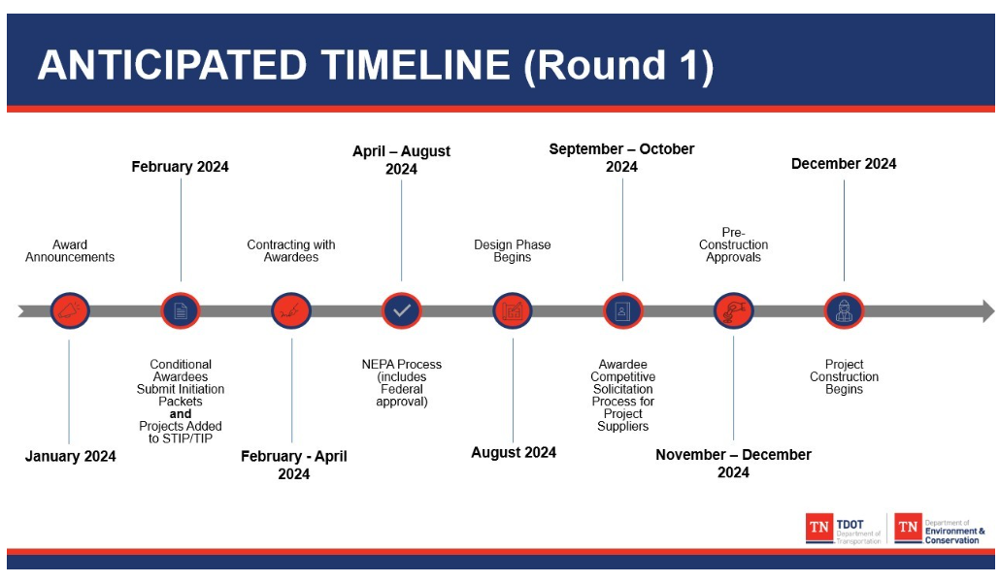 ANTICIPATED TIMELINE (Round 1)
Award
Announcements
January 2024
February 2024
Conditional
Awardees
Submit Initiation
Packets
and
Projects Added
to STIP/TIP
Contracting with
Awardees
February - April
2024
April – August
2024
NEPA Process
(includes
Federal
approval)
Design Phase
Begins
August 2024
September – October
2024
Awardee
Competitive
Solicitation
Process for
Project
Suppliers
Pre-
Construction
Approvals
November – December
2024
December 2024
Project
Construction
Begins
TN
TDOT
Department of
Transportation
TN
Department of
Environment &
Conservation